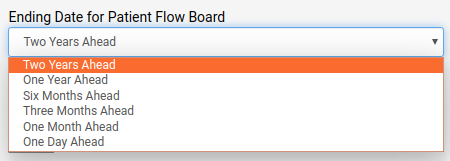 Ending Date for Patient Flow Board
Two Years Ahead
Two Years Ahead
One Year Ahead
Six Months Ahead
Three Months Ahead
One Month Ahead
One Day Ahead